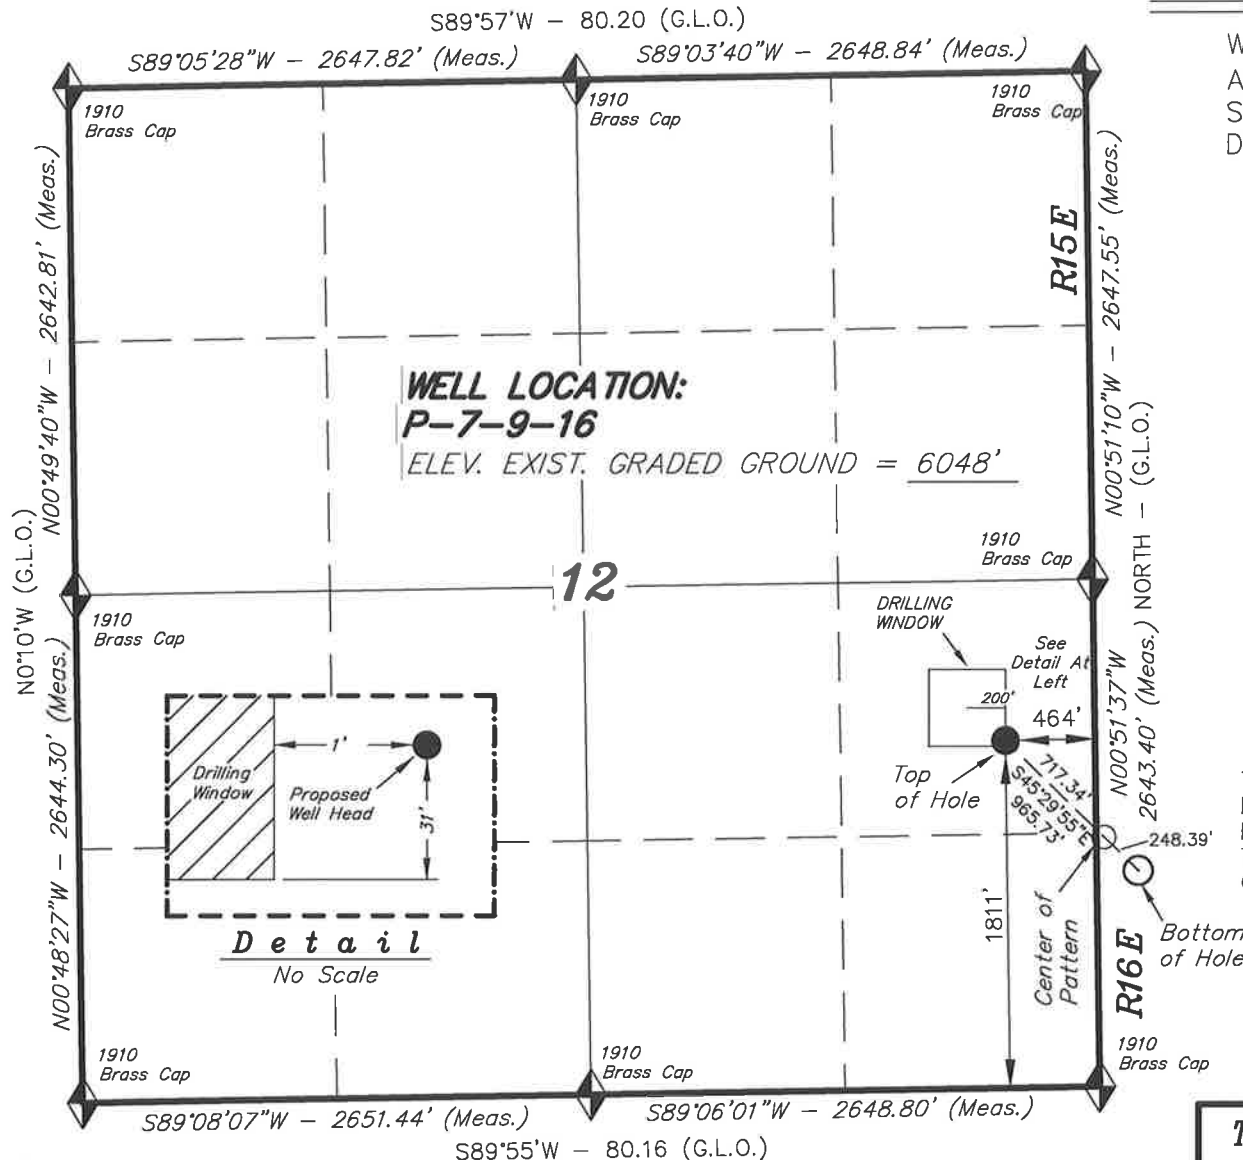 S89°57'W – 80.20 (G.L.O.)
S89°05'28"W – 2647.82' (Meas.)
S89°03'40"W – 2648.84' (Meas.)
W
A
S
D
1910
Brass Cap
1910
Brass Cap
1910
Brass Cap
N00°49'40"W – 2642.81' (Meas.)
R15E
N00°51'10"W – 2647.55' (Meas.)
WELL LOCATION:
P–7–9–16
ELEV. EXIST. GRADED GROUND = 6048'
N0°10'W (G.L.O.)
NORTH – (G.L.O.)
1910
Brass Cap
12
1910
Brass Cap
DRILLING
WINDOW
See
Detail At
Left
200'
464'
N00°48'27"W – 2644.30' (Meas.)
N00°51'37"W
2643.40' (Meas.)
1'
Drilling
Window
Proposed
Well Head
31'
Top
of Hole
717.34'
S45°29'55"E
965.73'
248.39'
1811'
Center of
Pattern
Bottom
of Hole
R16E
Detail
No Scale
1910
Brass Cap
1910
Brass Cap
1910
Brass Cap
S89°08'07"W – 2651.44' (Meas.)
S89°06'01"W – 2648.80' (Meas.)
S89°55'W – 80.16 (G.L.O.)
T